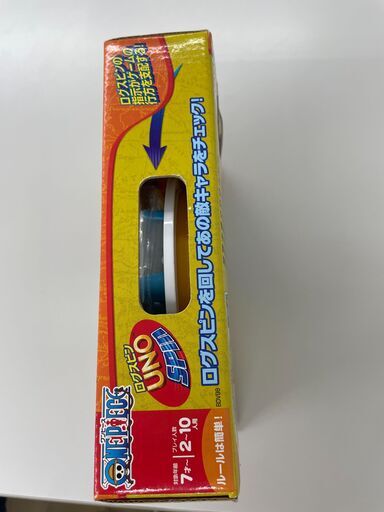 ログスピンの
指示がゲームの
行方を支配する!
ログスピンを回してあの敵キャラをチェック!
ログスピン
UNO
SPIN
BDV98
ONE PIECE
対象年齢
7才〜
プレイ人数
2〜10
人用
ルールは簡単!